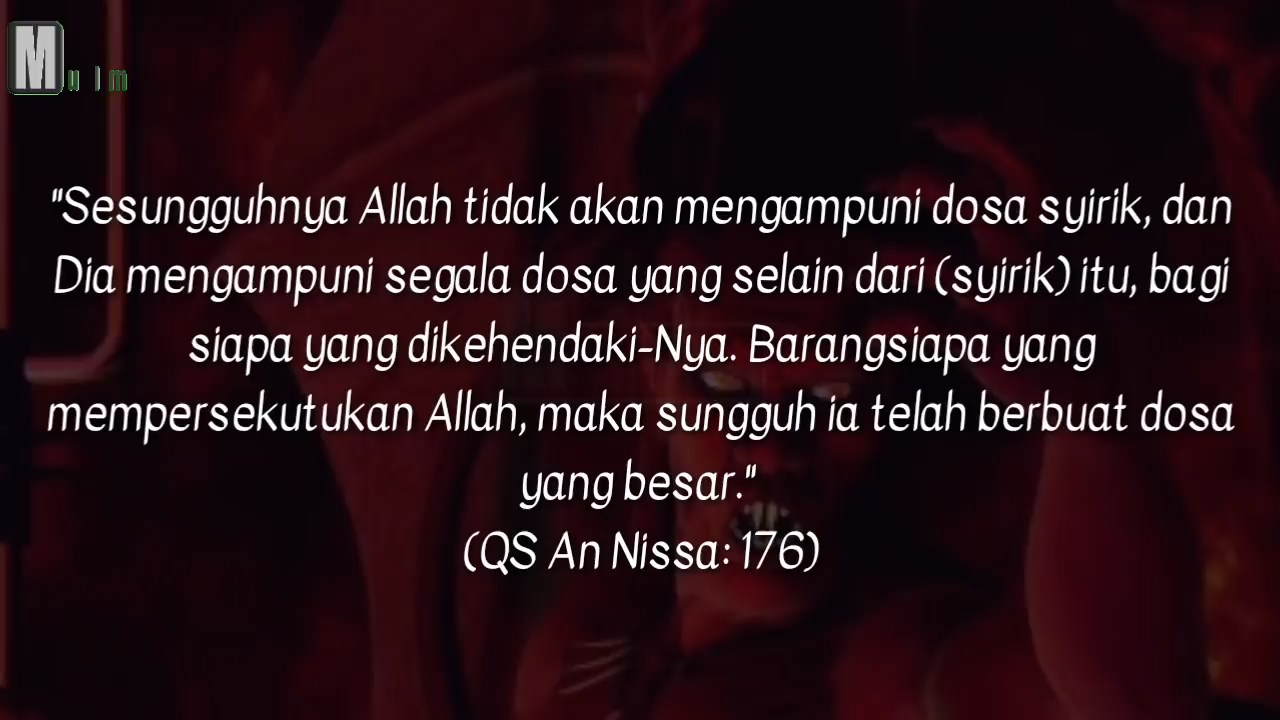 Mulm
"Sesungguhnya Allah tidak akan mengampuni dosa syirik, dan
Dia mengampuni segala dosa yang selain dari (syirik) itu, bagi
siapa yang dikehendaki-Nya. Barangsiapa yang
mempersekutukan Allah, maka sungguh ia telah berbuat dosa
yang besar."
(QS An Nissa: 176)